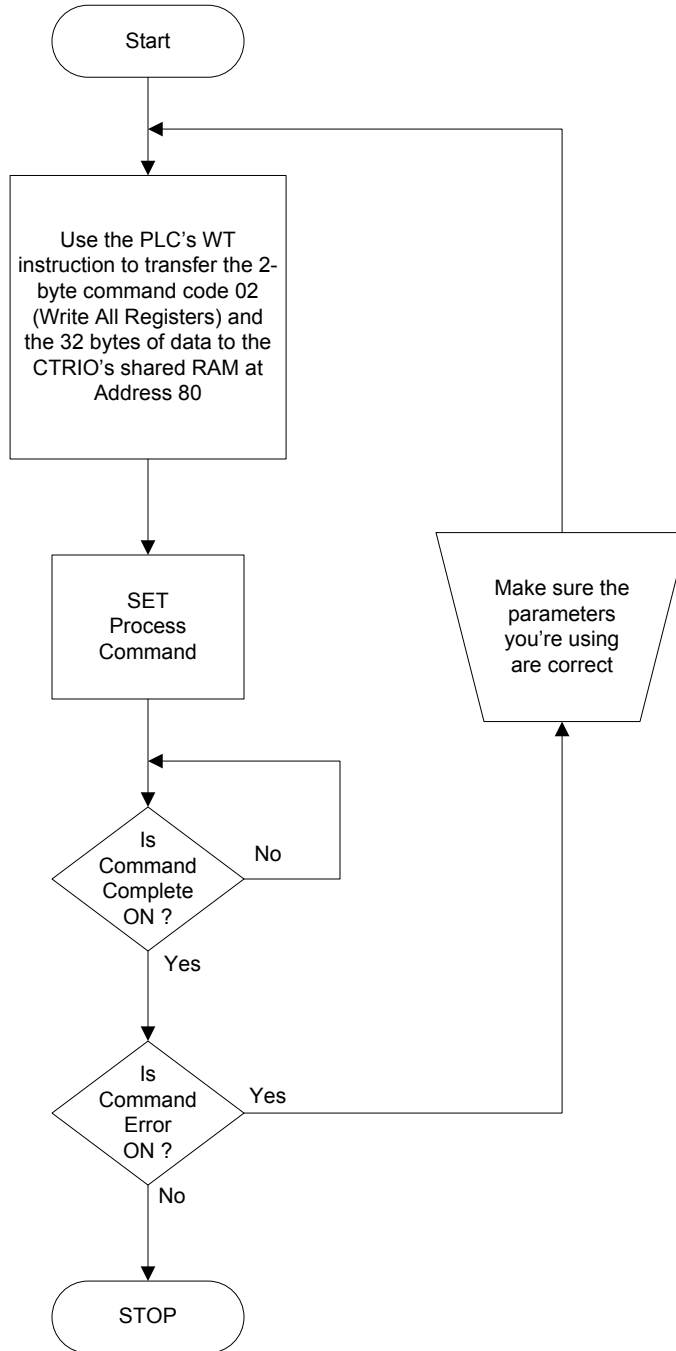 Start
Use the PLC’s WT
instruction to transfer the 2-
byte command code 02
(Write All Registers) and
the 32 bytes of data to the
CTRIO’s shared RAM at
Address 80
SET
Process
Command
Make sure the
parameters
you’re using
are correct
Is
Command
Complete
ON ?
No
Yes
Is
Command
Error
ON ?
Yes
No
STOP